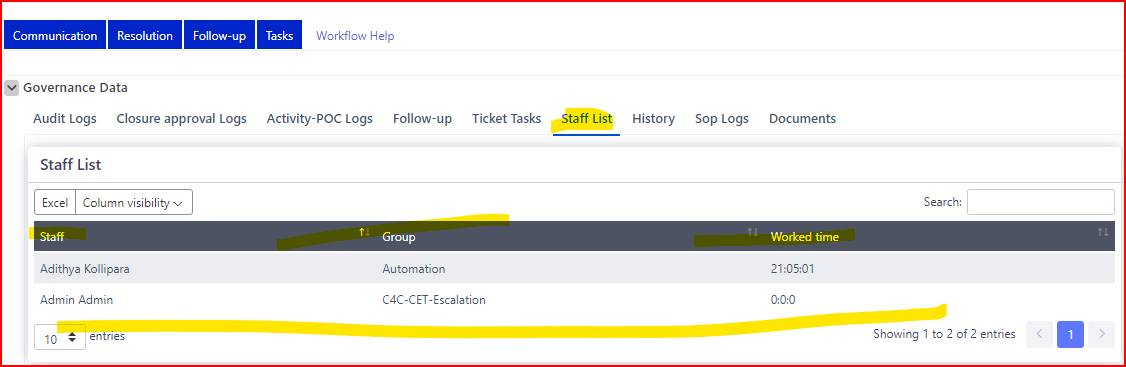 Communication Resolution Follow-up Tasks Workflow Help
Governance Data
Audit Logs Closure approval Logs Activity-POC Logs Follow-up Ticket Tasks Staff List History Sop Logs Documents
Staff List
Excel Column visibility Search:
Staff Group Worked time
Adithya Kollipara Automation 21:05:01
Admin Admin C4C-CET-Escalation 0:0:0
10 entries Showing 1 to 2 of 2 entries 1